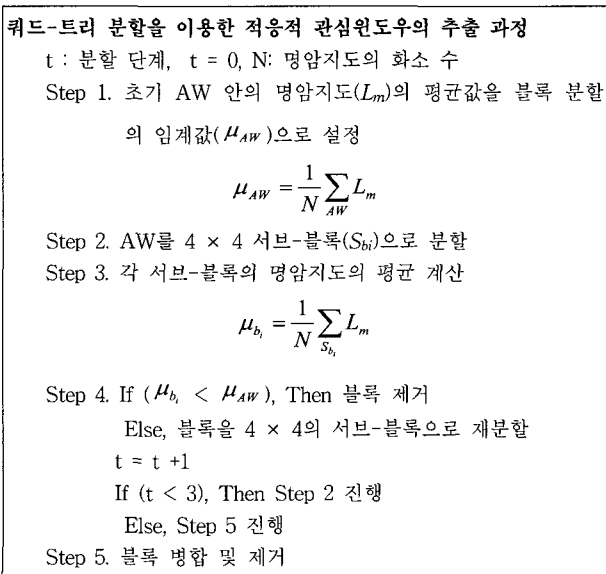 쿼드-트리 분할을 이용한 적응적 관심윈도우의 추출 과정
t : 분할 단계, t = 0, N: 명암지도의 화소 수
Step 1. 초기 AW 안의 명암지도(Lm)의 평균값을 블록 분할
의 임계값(μAW)으로 설정
μAW = 1/N ∑AW Lm
Step 2. AW를 4 × 4 서브-블록(Sbi)으로 분할
Step 3. 각 서브-블록의 명암지도의 평균 계산
μbi = 1/N ∑Sbi Lm
Step 4. If (μbi < μAW), Then 블록 제거
Else, 블록을 4 × 4의 서브-블록으로 재분할
t = t +1
If (t < 3), Then Step 2 진행
Else, Step 5 진행
Step 5. 블록 병합 및 제거